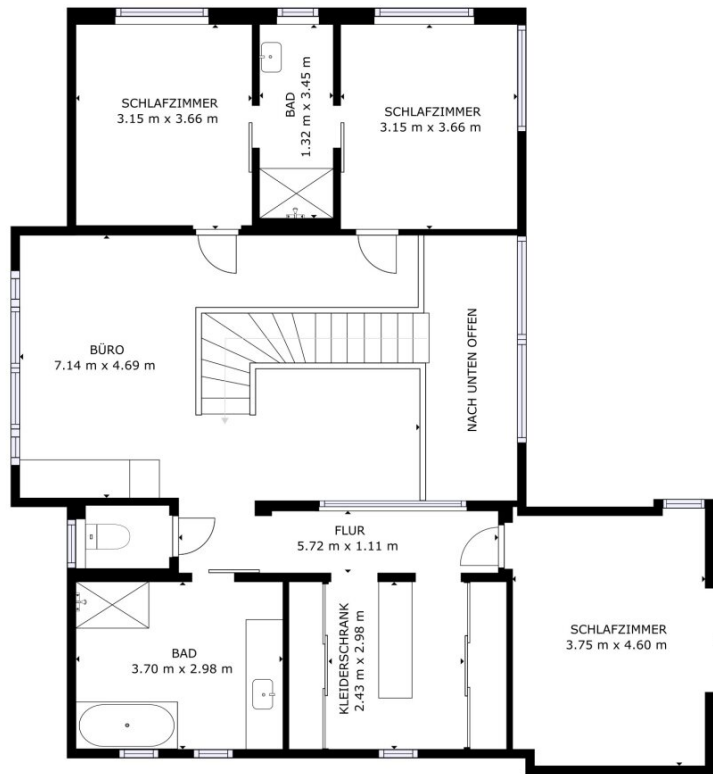 SCHLAFZIMMER
3.15 m x 3.66 m
BAD
1.32 m x 3.45 m
SCHLAFZIMMER
3.15 m x 3.66 m
BÜRO
7.14 m x 4.69 m
NACH UNTEN OFFEN
FLUR
5.72 m x 1.11 m
BAD
3.70 m x 2.98 m
KLEIDERSCHRANK
2.43 m x 2.98 m
SCHLAFZIMMER
3.75 m x 4.60 m